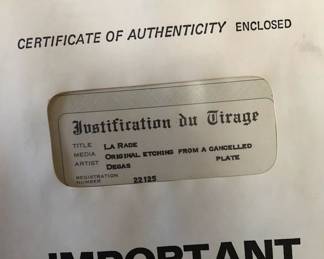 CERTIFICATE OF AUTHENTICITY ENCLOSED
Justification du Tirage
TITLE LA RADE
MEDIA ORIGINAL ETCHING FROM A CANCELLED
PLATE
ARTIST DEGAS
REGISTRATION
NUMBER 22125
IMPORTANT